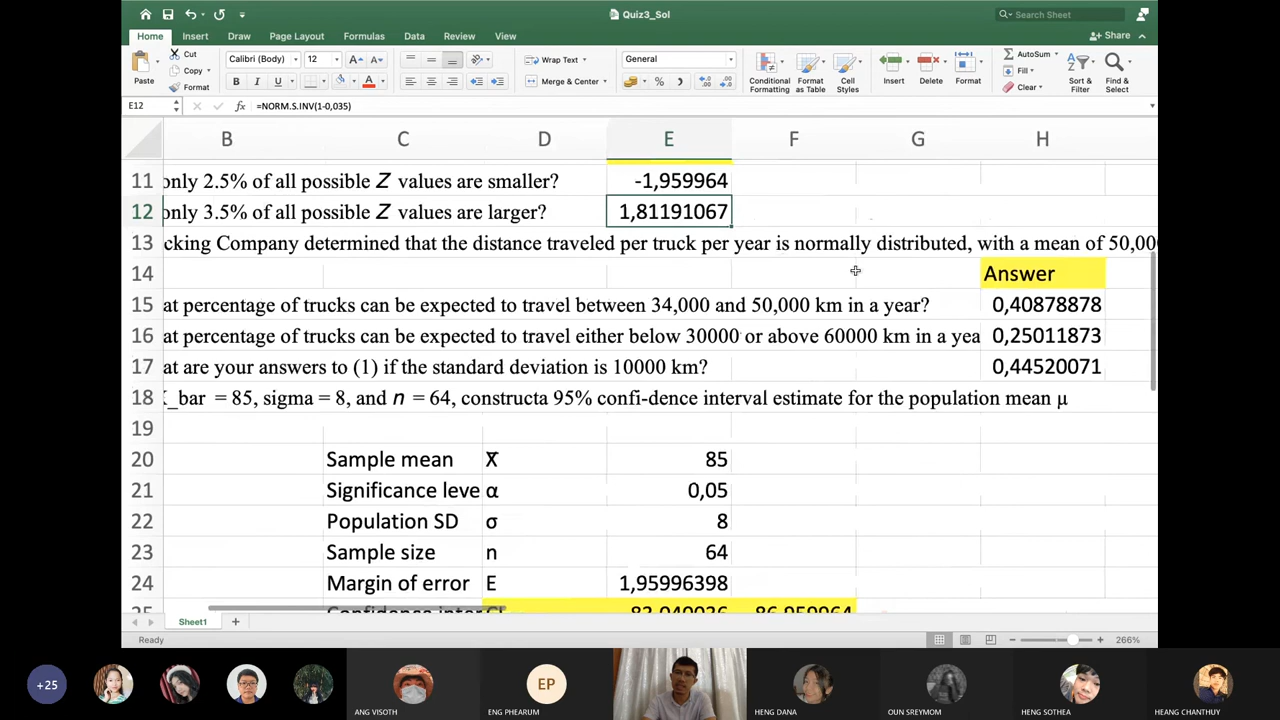 Quiz3_Sol
Search Sheet
Home Insert Draw Page Layout Formulas Data Review View
Share
Paste
Cut
Copy
Format
Calibri (Body) 12
B I U
Wrap Text
Merge & Center
General
Conditional Formatting
Format as Table
Cell Styles
Insert Delete Format
AutoSum
Fill
Clear
Sort & Filter
Find & Select
E12 fx =NORM.S.INV(1-0,035)
B C D E F G H
11 only 2.5% of all possible Z values are smaller? -1,959964
12 only 3.5% of all possible Z values are larger? 1,81191067
13 cking Company determined that the distance traveled per truck per year is normally distributed, with a mean of 50,00
14 Answer
15 at percentage of trucks can be expected to travel between 34,000 and 50,000 km in a year? 0,40878878
16 at percentage of trucks can be expected to travel either below 30000 or above 60000 km in a yea 0,25011873
17 at are your answers to (1) if the standard deviation is 10000 km? 0,44520071
18 _bar = 85, sigma = 8, and n = 64, constructa 95% confi-dence interval estimate for the population mean μ
19
20 Sample mean X̅ 85
21 Significance leve α 0,05
22 Population SD σ 8
23 Sample size n 64
24 Margin of error E 1,95996398
25 Confidence inter CI 83,040036 86,959964
Sheet1
Ready
266%
+25
EP
ANG VISOTH
ENG PHEARUM
HENG DANA
OUN SREYMOM
HENG SOTHEA
HEANG CHANTHUY